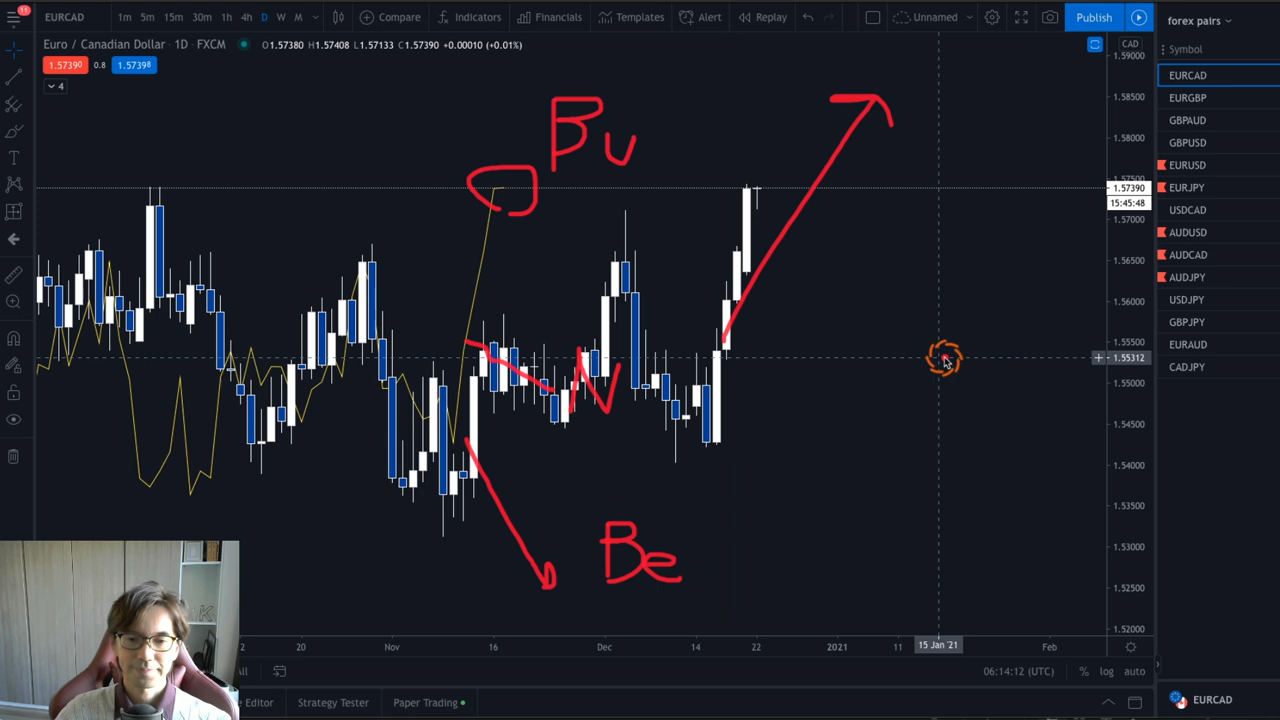 11
EURCAD 1m 5m 15m 30m 1h 4h D W M Compare Indicators Financials Templates Alert Replay Unnamed Publish
forex pairs
Euro / Canadian Dollar · 1D · FXCM O1.57380 H1.57408 L1.57133 C1.57390 +0.00010 (+0.01%)
CAD
Symbol
1.57390 0.8 1.57398
4
1.59000
1.58500
1.58000
1.57500
1.57390
15:45:48
1.57000
1.56500
1.56000
1.55500
1.55312
1.55000
1.54500
1.54000
1.53500
1.53000
1.52500
1.52000
EURCAD
EURGBP
GBPAUD
GBPUSD
EURUSD
EURJPY
USDCAD
AUDUSD
AUDCAD
AUDJPY
USDJPY
GBPJPY
EURAUD
CADJPY
Bu
N
Be
K
2 20 Nov 16 Dec 14 22 2021 11 15 Jan '21 Feb
All 06:14:12 (UTC) % log auto
e Editor Strategy Tester Paper Trading
EURCAD